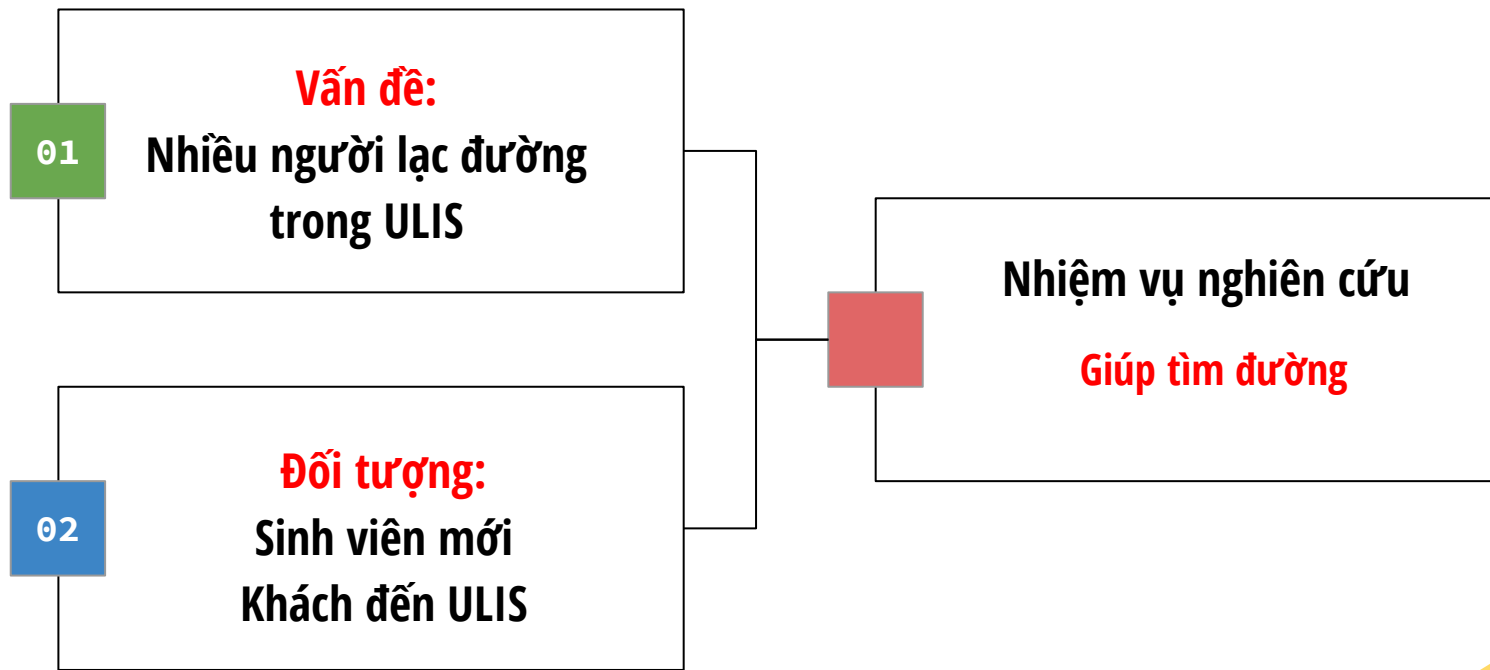 01
Vấn đề:
Nhiều người lạc đường
trong ULIS
02
Đối tượng:
Sinh viên mới
Khách đến ULIS
Nhiệm vụ nghiên cứu
Giúp tìm đường